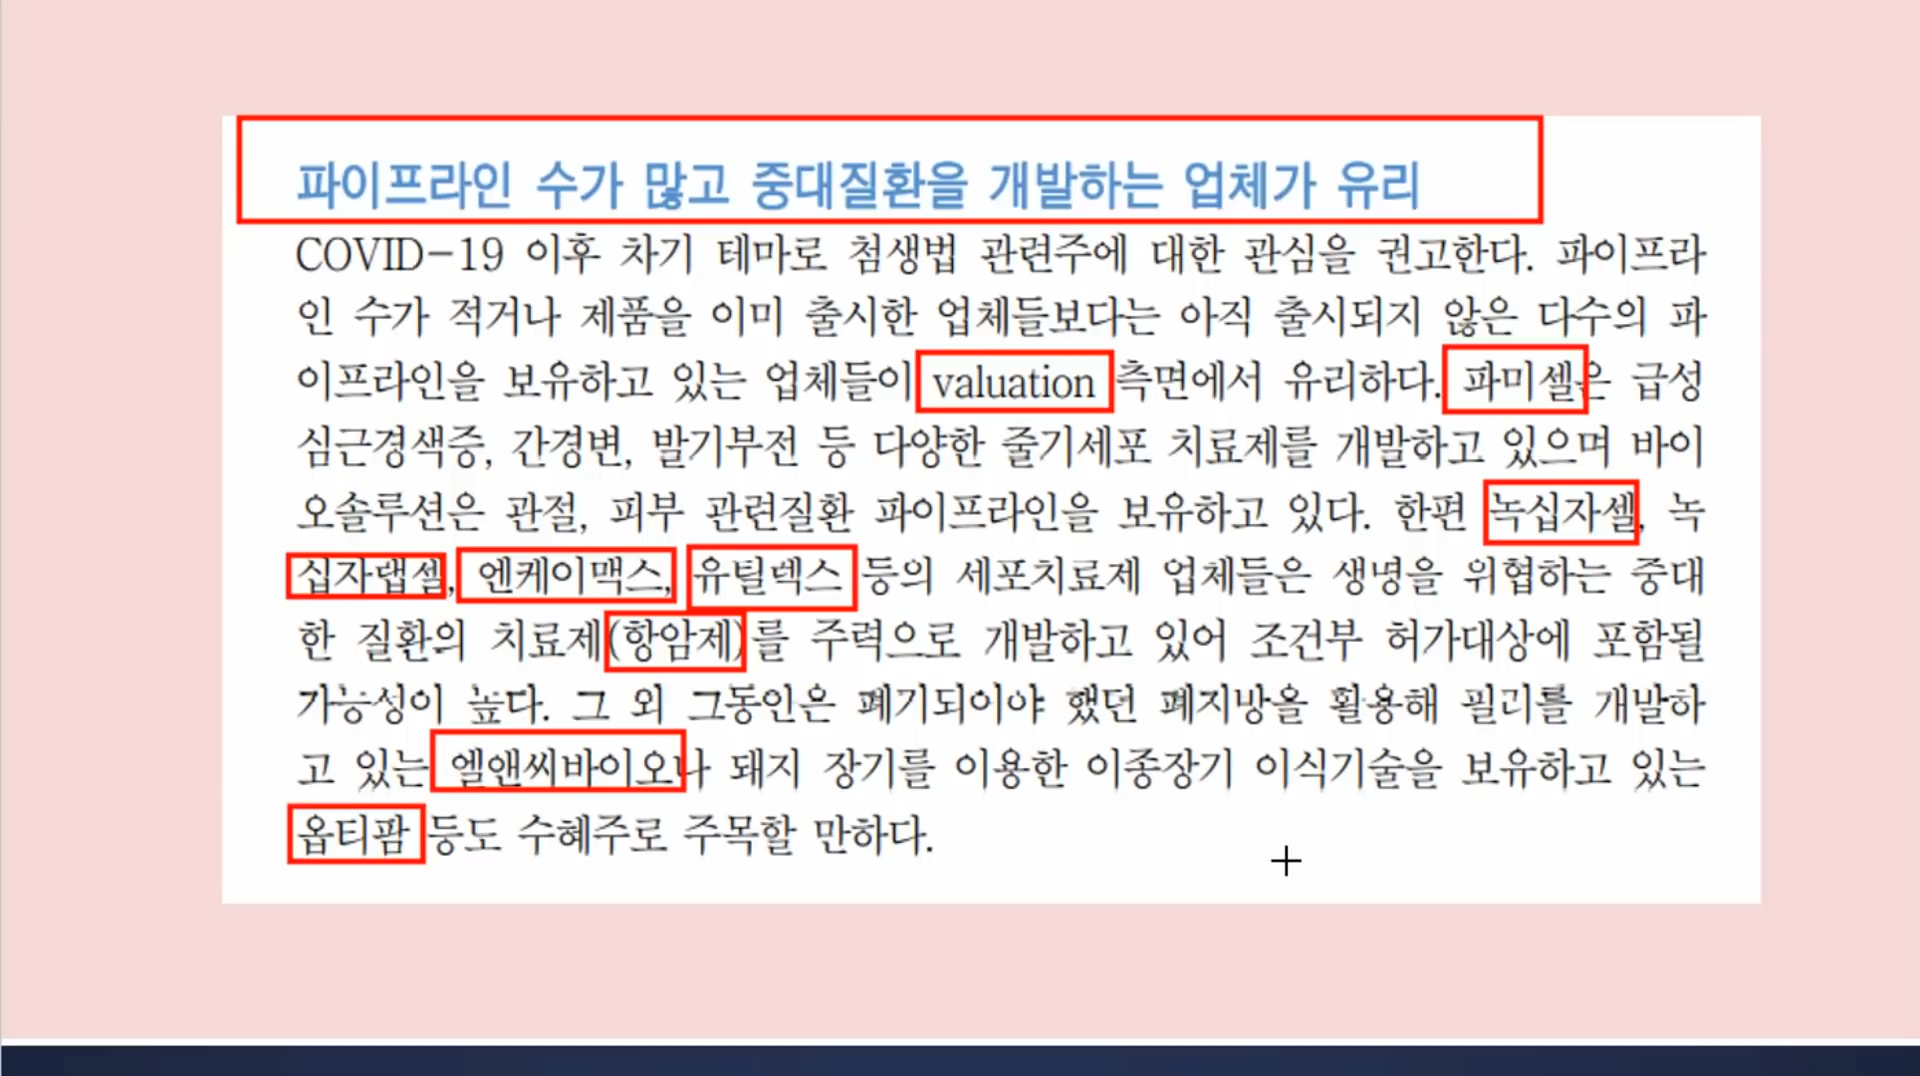 파이프라인 수가 많고 중대질환을 개발하는 업체가 유리
COVID-19 이후 차기 테마로 첨생법 관련주에 대한 관심을 권고한다. 파이프라
인 수가 적거나 제품을 이미 출시한 업체들보다는 아직 출시되지 않은 다수의 파
이프라인을 보유하고 있는 업체들이 valuation 측면에서 유리하다. 파미셀은 급성
심근경색증, 간경변, 발기부전 등 다양한 줄기세포 치료제를 개발하고 있으며 바이
오솔루션은 관절, 피부 관련질환 파이프라인을 보유하고 있다. 한편 녹십자셀, 녹
십자랩셀, 엔케이맥스, 유틸렉스 등의 세포치료제 업체들은 생명을 위협하는 중대
한 질환의 치료제(항암제)를 주력으로 개발하고 있어 조건부 허가대상에 포함될
가능성이 높다. 그 외 그동안은 폐기되어야 했던 폐지방을 활용해 필러를 개발하
고 있는 엘앤씨바이오나 돼지 장기를 이용한 이종장기 이식기술을 보유하고 있는
옵티팜 등도 수혜주로 주목할 만하다.